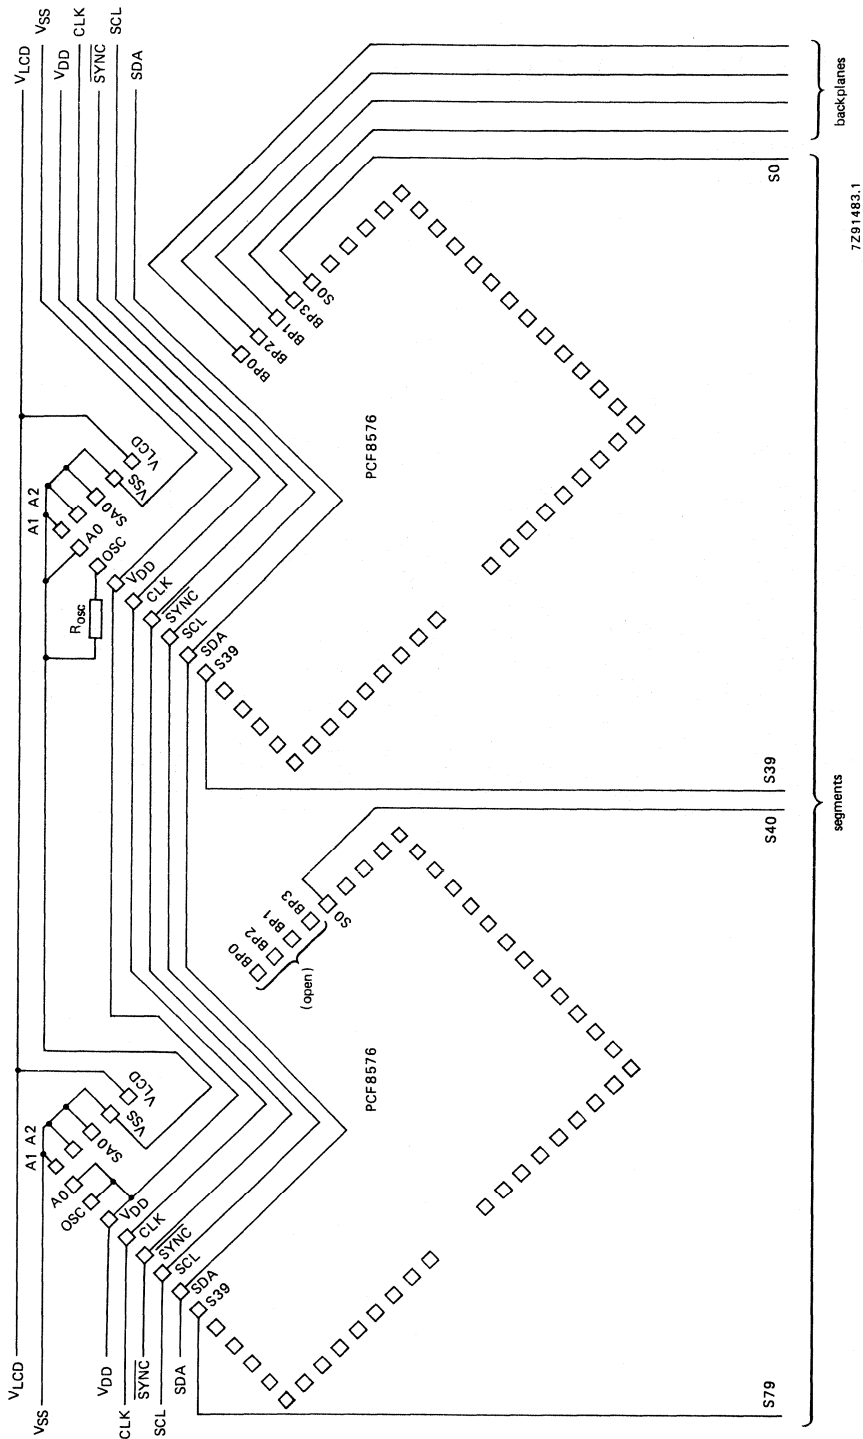 VLCD
VSS
VDD
CLK
SYNC
SCL
SDA
backplanes
S0
7Z91483.1
A1 A2
VLCD
VSS
SA0
A0
OSC
ROSC
VDD
CLK
SYNC
SCL
SDA
S39
BP0
BP2
BP1
BP3
S0
PCF8576
S39
segments
S40
BP0
BP2
BP1
BP3
S0
(open)
PCF8576
A1 A2
VLCD
VSS
SA0
A0
OSC
VDD
CLK
SYNC
SCL
SDA
S39
S79
VLCD
VSS
VDD
CLK
SYNC
SCL
SDA